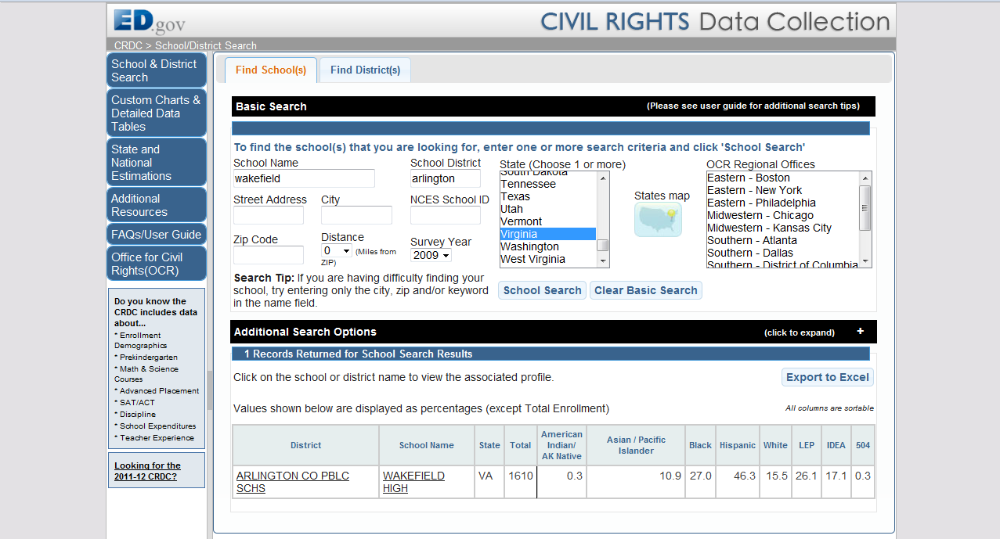 ED.gov
CIVIL RIGHTS Data Collection
CRDC > School/District Search
School & District
Search
Custom Charts &
Detailed Data
Tables
State and
National
Estimations
Additional
Resources
FAQs/User Guide
Office for Civil
Rights(OCR)
Do you know the
CRDC includes data
about...
* Enrollment
Demographics
* Prekindergarten
* Math & Science
Courses
* Advanced Placement
* SAT/ACT
* Discipline
* School Expenditures
* Teacher Experience
Looking for the
2011-12 CRDC?
Find School(s)
Find District(s)
Basic Search
(Please see user guide for additional search tips)
To find the school(s) that you are looking for, enter one or more search criteria and click 'School Search'
School Name
wakefield
School District
arlington
Street Address
City
NCES School ID
Zip Code
Distance
0 (Miles from
ZIP)
Survey Year
2009
Search Tip: If you are having difficulty finding your
school, try entering only the city, zip and/or keyword
in the name field.
State (Choose 1 or more)
South Dakota
Tennessee
Texas
Utah
Vermont
Virginia
Washington
West Virginia
States map
OCR Regional Offices
Eastern - Boston
Eastern - New York
Eastern - Philadelphia
Midwestern - Chicago
Midwestern - Kansas City
Southern - Atlanta
Southern - Dallas
Southern - District of Columbia
School Search
Clear Basic Search
Additional Search Options
(click to expand) +
1 Records Returned for School Search Results
Click on the school or district name to view the associated profile.
Export to Excel
Values shown below are displayed as percentages (except Total Enrollment)
All columns are sortable
District
School Name
State
Total
American
Indian/
AK Native
Asian / Pacific
Islander
Black
Hispanic
White
LEP
IDEA
504
ARLINGTON CO PBLC
SCHS
WAKEFIELD
HIGH
VA
1610
0.3
10.9
27.0
46.3
15.5
26.1
17.1
0.3